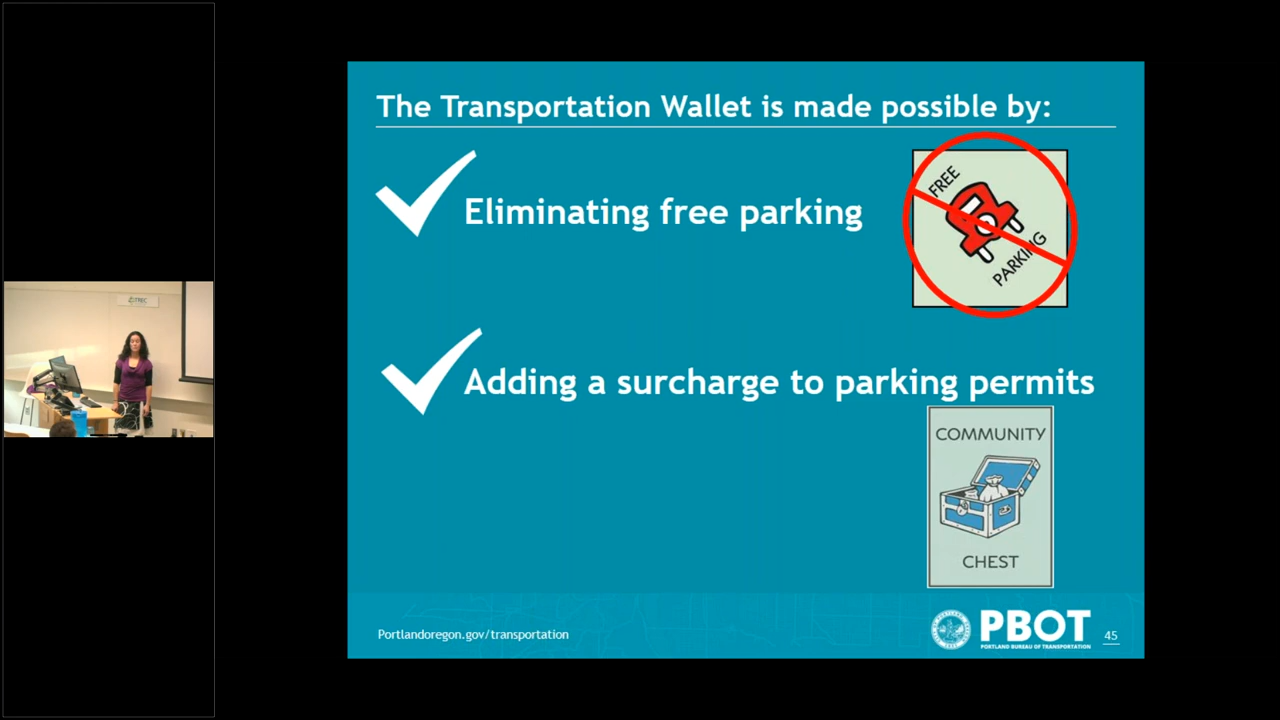 The Transportation Wallet is made possible by:
Eliminating free parking
FREE
PARKING
Adding a surcharge to parking permits
COMMUNITY
CHEST
Portlandoregon.gov/transportation
PBOT
PORTLAND BUREAU OF TRANSPORTATION
45
TREC